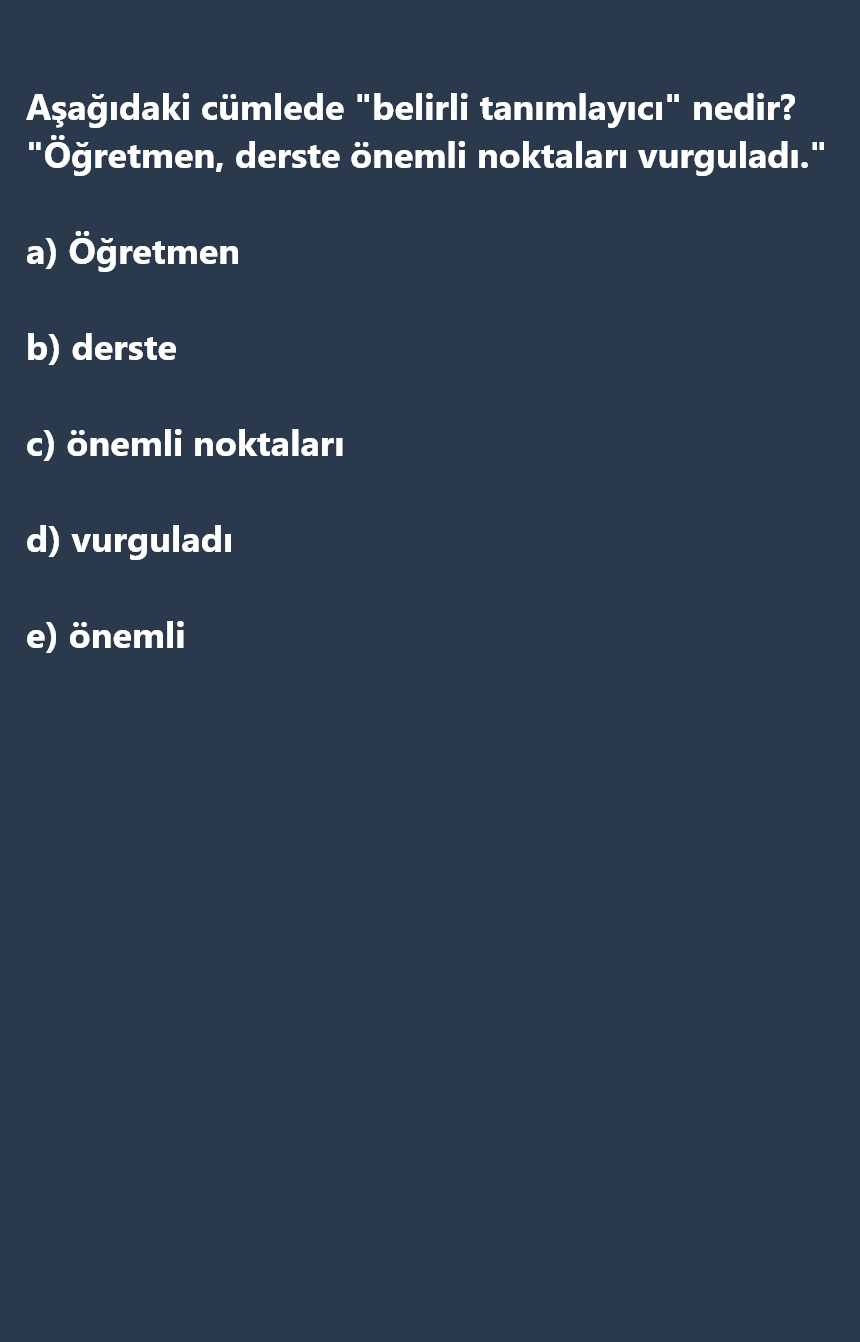 Aşağıdaki cümlede "belirli tanımlayıcı" nedir?
"Öğretmen, derste önemli noktaları vurguladı."
a) Öğretmen
b) derste
c) önemli noktaları
d) vurguladı
e) önemli